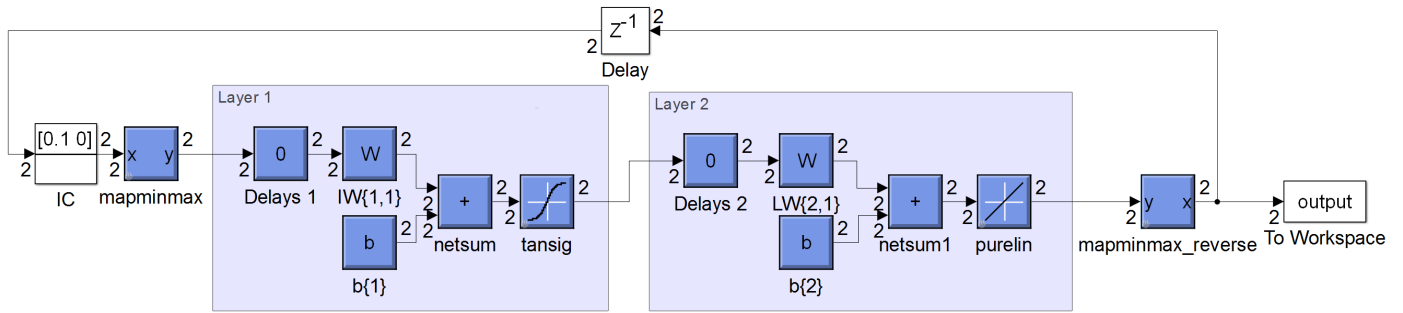 2
Z-1
2
Delay
Layer 1
Layer 2
[0.1 0]
2
2
IC
x y
2
2
mapminmax
0
2
2
Delays 1
W
2
2
IW{1,1}
b
2
b{1}
+
2
2
2
netsum
2
2
tansig
0
2
2
Delays 2
W
2
2
LW{2,1}
b
2
b{2}
+
2
2
2
netsum1
2
2
purelin
y x
2
2
mapminmax_reverse
output
2
To Workspace